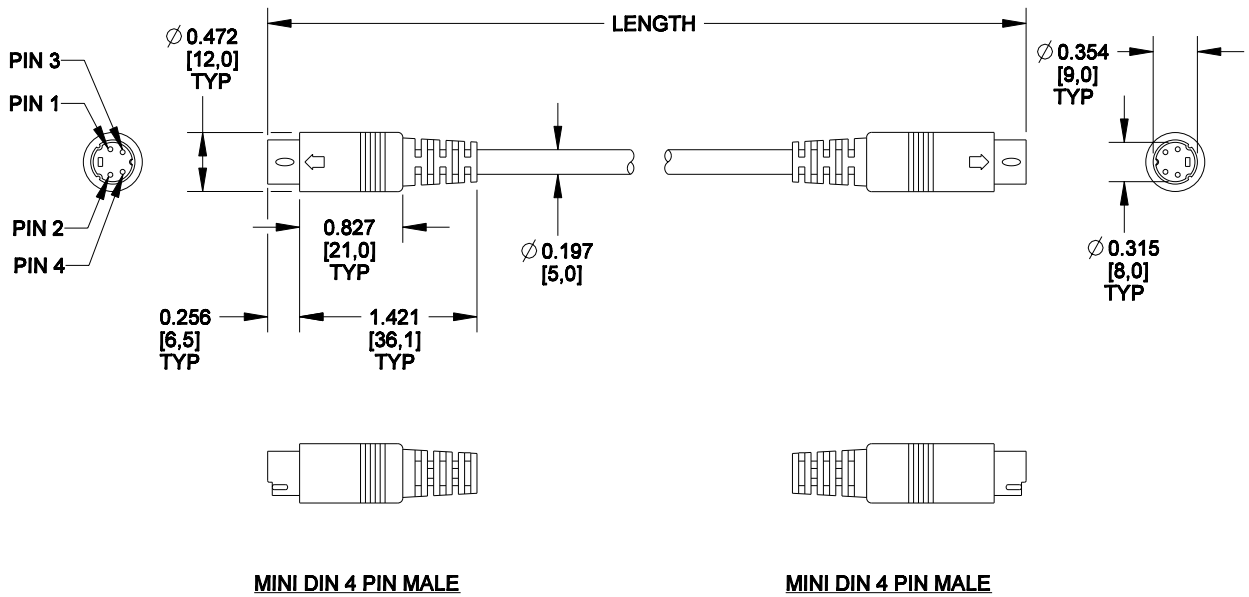 LENGTH
Ø 0.472
[12,0]
TYP
Ø 0.354
[9,0]
TYP
PIN 3
PIN 1
PIN 2
PIN 4
0.827
[21,0]
TYP
Ø 0.197
[5,0]
Ø 0.315
[8,0]
TYP
0.256
[6,5]
TYP
1.421
[36,1]
TYP
MINI DIN 4 PIN MALE
MINI DIN 4 PIN MALE